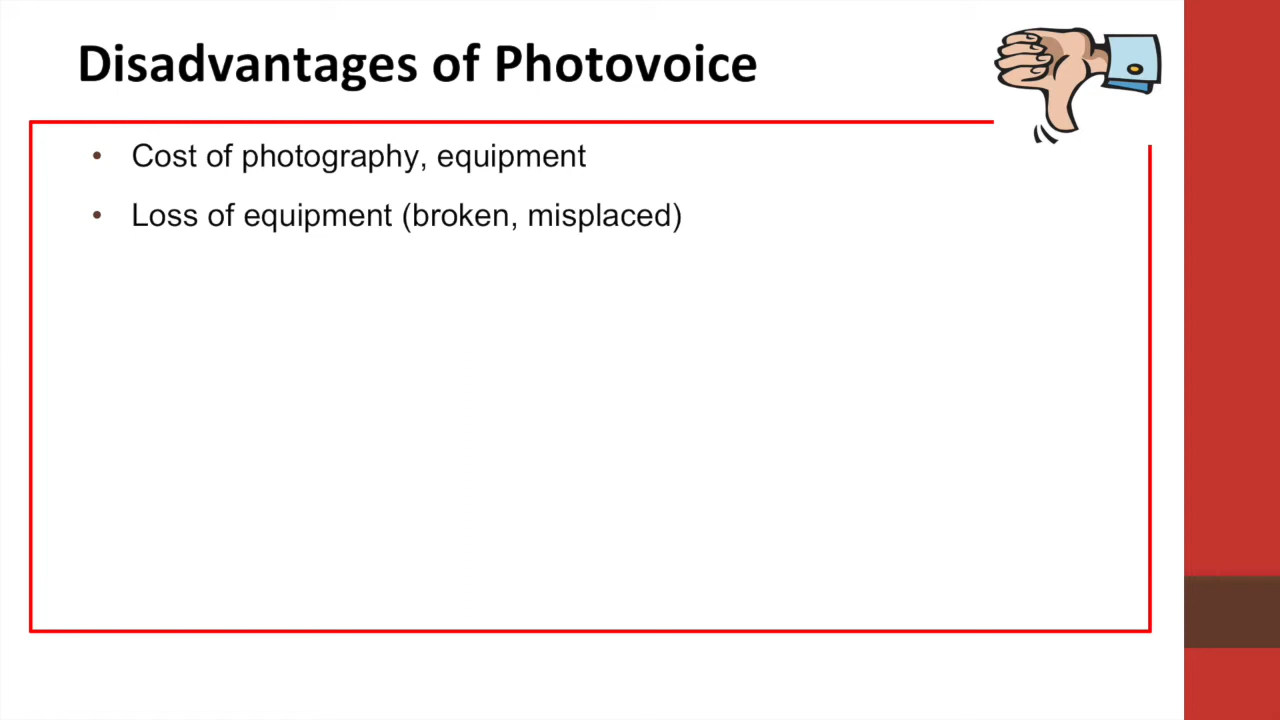 Disadvantages of Photovoice
• Cost of photography, equipment
• Loss of equipment (broken, misplaced)